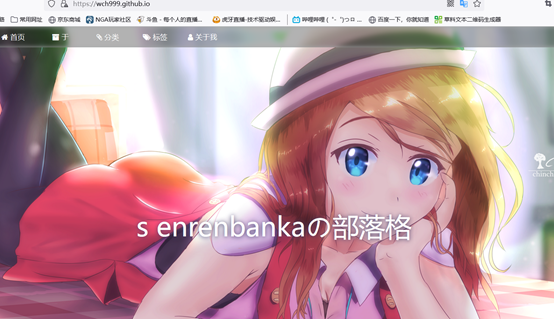 https://wch999.github.io
常用网址 京东商城 NGA玩家社区 斗鱼 - 每个人的直播... 虎牙直播-技术驱动娱... 哔哩哔哩 ( ゜- ゜)つロ 百度一下，你就知道 草料文本二维码生成器
首页 于 分类 标签 关于我
s enrenbankaの部落格